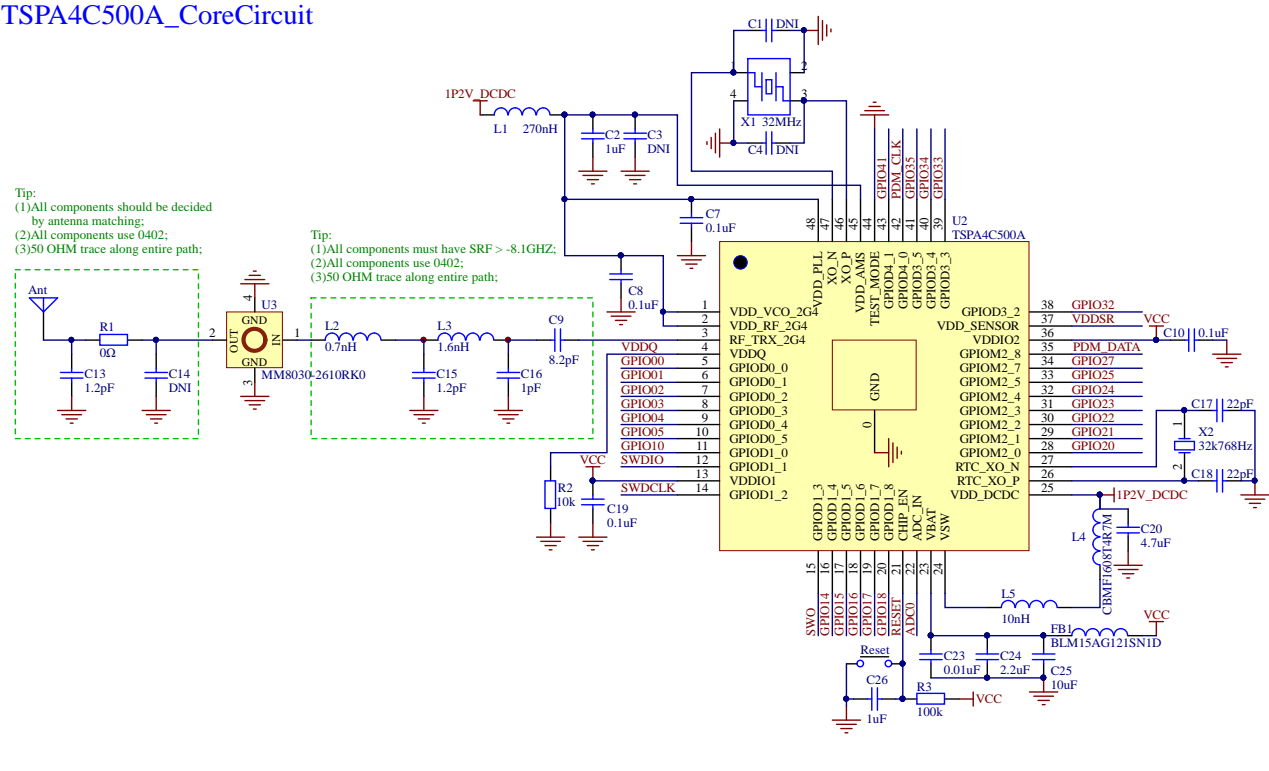 TSPA4C500A_CoreCircuit
C1 DNI
1 2
4 3
X1 32MHz
C4 DNI
1P2V_DCDC
L1 270nH
C2 1uF
C3 DNI
C7 0.1uF
C8 0.1uF
Tip:
(1)All components should be decided
by antenna matching;
(2)All components use 0402;
(3)50 OHM trace along entire path;
Tip:
(1)All components must have SRF > -8.1GHZ;
(2)All components use 0402;
(3)50 OHM trace along entire path;
Ant
R1 0Ω
C13 1.2pF
C14 DNI
U3
MM8030-2610RK0
4 GND
2 OUT IN 1
GND 3
L2 0.7nH
L3 1.6nH
C9 8.2pF
C15 1.2pF
C16 1pF
U2
TSPA4C500A
48 VDD_PLL
47 XO_N
46 XO_P
45 VDD_AMS
44 TEST_MODE
43 GPIOD4_1 GPIO41
42 GPIOD4_0 PDM_CLK
41 GPIOD3_5 GPIO35
40 GPIOD3_4 GPIO34
39 GPIOD3_3 GPIO33
1 VDD_VCO_2G4
2 VDD_RF_2G4
3 RF_TRX_2G4
VDDQ 4 VDDQ
GPIO00 5 GPIOD0_0
GPIO01 6 GPIOD0_1
GPIO02 7 GPIOD0_2
GPIO03 8 GPIOD0_3
GPIO04 9 GPIOD0_4
GPIO05 10 GPIOD0_5
GPIO10 11 GPIOD1_0
SWDIO 12 GPIOD1_1
VCC 13 VDDIO1
SWDCLK 14 GPIOD1_2
R2 10k
C19 0.1uF
GND
0
GPIOD3_2 38 GPIO32
VDD_SENSOR 37 VDDSR
VDDIO2 36 VCC
C10 0.1uF
GPIOM2_8 35 PDM_DATA
GPIOM2_7 34 GPIO27
GPIOM2_5 33 GPIO25
GPIOM2_4 32 GPIO24
GPIOM2_3 31 GPIO23
GPIOM2_2 30 GPIO22
GPIOM2_1 29 GPIO21
GPIOM2_0 28 GPIO20
RTC_XO_N 27
RTC_XO_P 26
VDD_DCDC 25 1P2V_DCDC
C17 22pF
1 X2
32k768Hz
2
C18 22pF
L4 CBMF1608T4R7M
C20 4.7uF
GPIOD1_3 15 SWO
GPIOD1_4 16 GPIO14
GPIOD1_5 17 GPIO15
GPIOD1_6 18 GPIO16
GPIOD1_7 19 GPIO17
GPIOD1_8 20 GPIO18
CHIP_EN 21 RESET
ADC_IN 22 ADC0
VBAT 23
VSW 24
L5 10nH
FB1 VCC
BLM15AG121SN1D
C23 0.01uF
C24 2.2uF
C25 10uF
Reset
C26 1uF
R3 100k
VCC